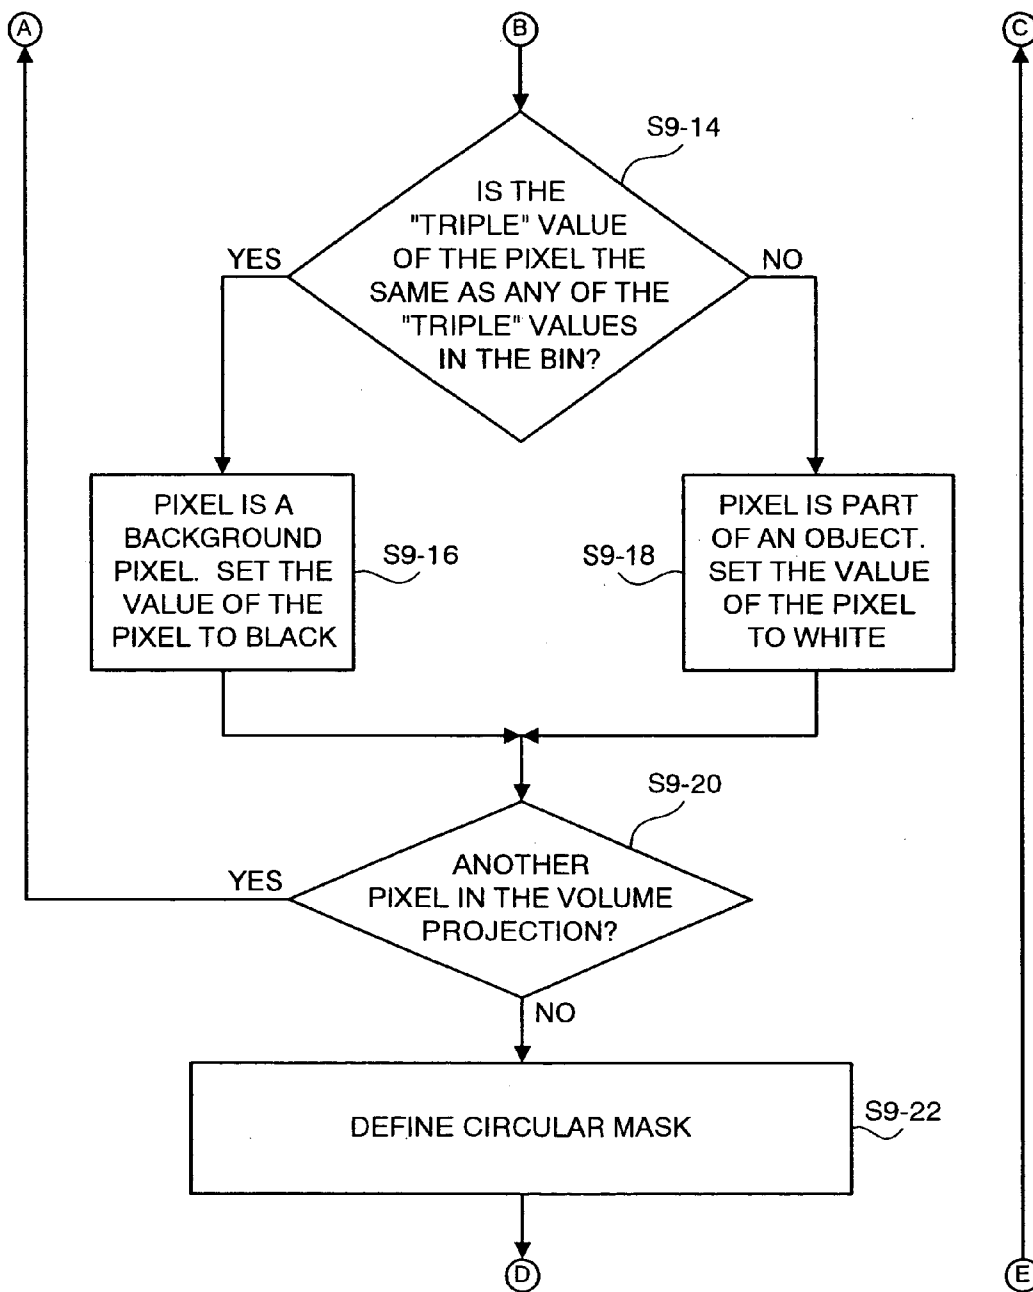 A
B
C
S9-14
IS THE
"TRIPLE" VALUE
OF THE PIXEL THE
SAME AS ANY OF THE
"TRIPLE" VALUES
IN THE BIN?
YES
NO
PIXEL IS A
BACKGROUND
PIXEL. SET THE
VALUE OF THE
PIXEL TO BLACK
S9-16
PIXEL IS PART
OF AN OBJECT.
SET THE VALUE
OF THE PIXEL
TO WHITE
S9-18
S9-20
ANOTHER
PIXEL IN THE VOLUME
PROJECTION?
YES
NO
DEFINE CIRCULAR MASK
S9-22
D
E